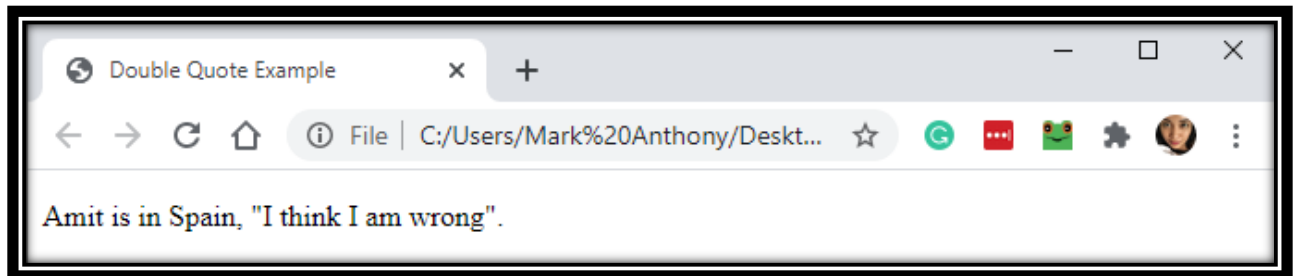 Double Quote Example
File C:/Users/Mark%20Anthony/Deskt...
Amit is in Spain, "I think I am wrong".